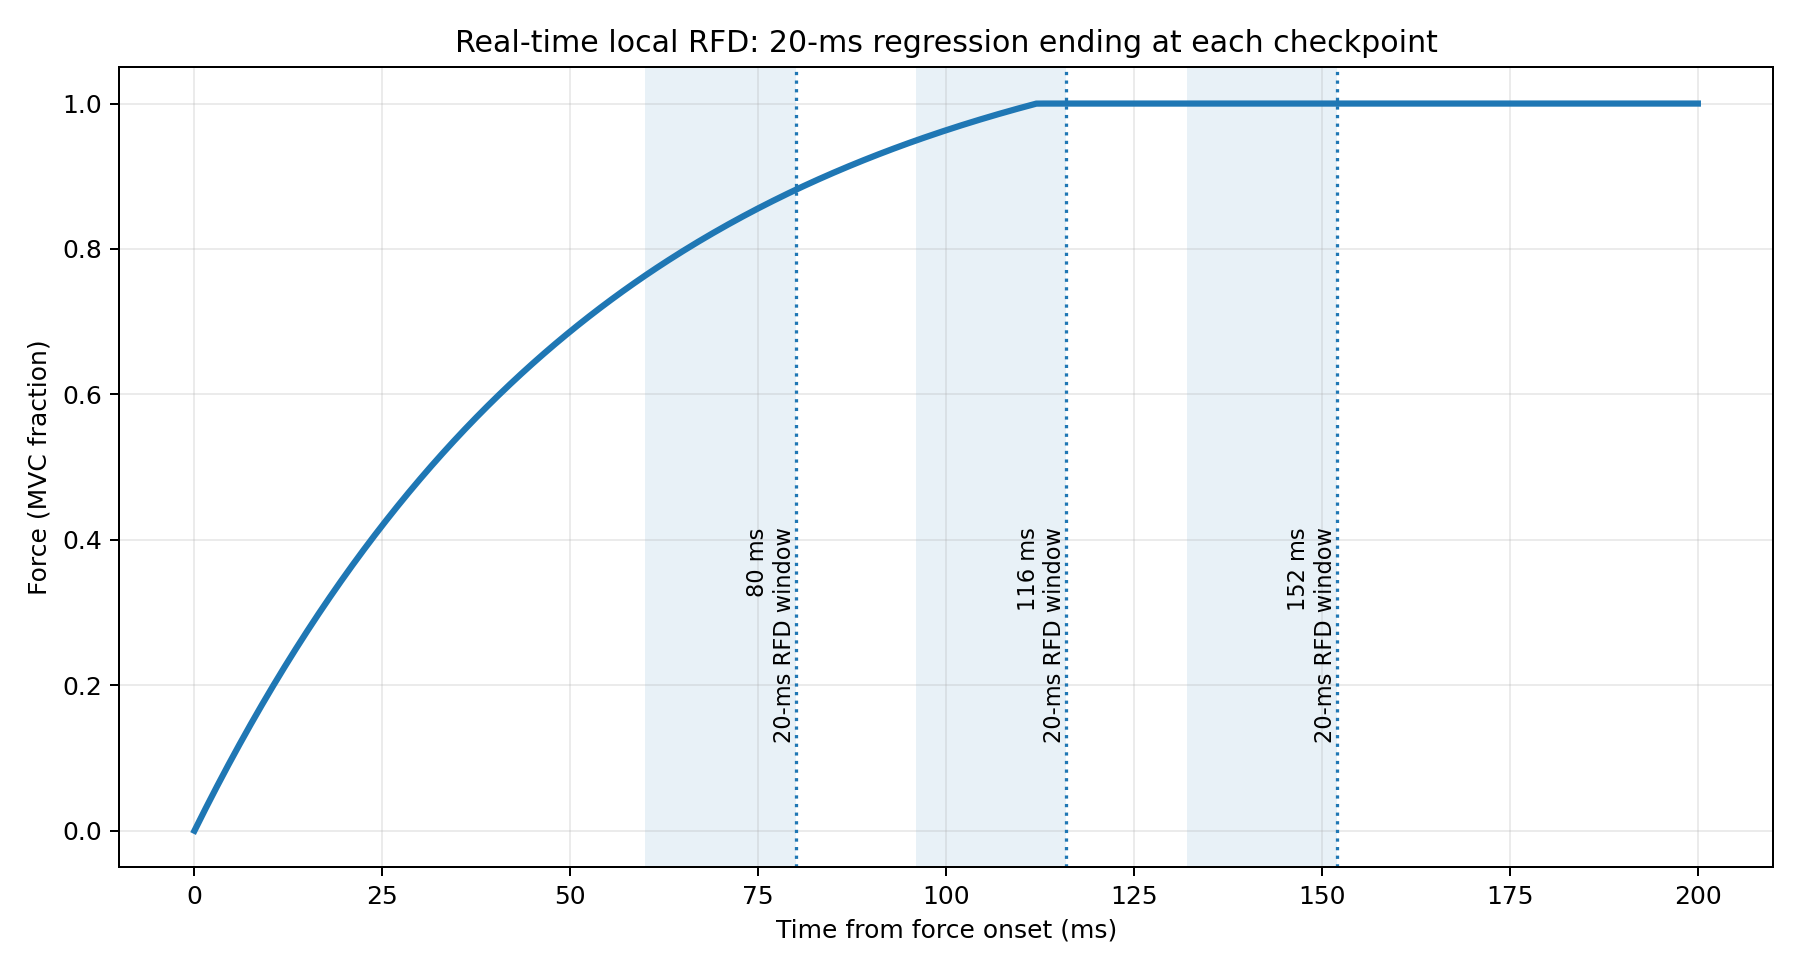 Real-time local RFD: 20-ms regression ending at each checkpoint
Force (MVC fraction)
1.0
0.8
0.6
0.4
0.2
0.0
80 ms
20-ms RFD window
116 ms
20-ms RFD window
152 ms
20-ms RFD window
0
25
50
75
100
125
150
175
200
Time from force onset (ms)